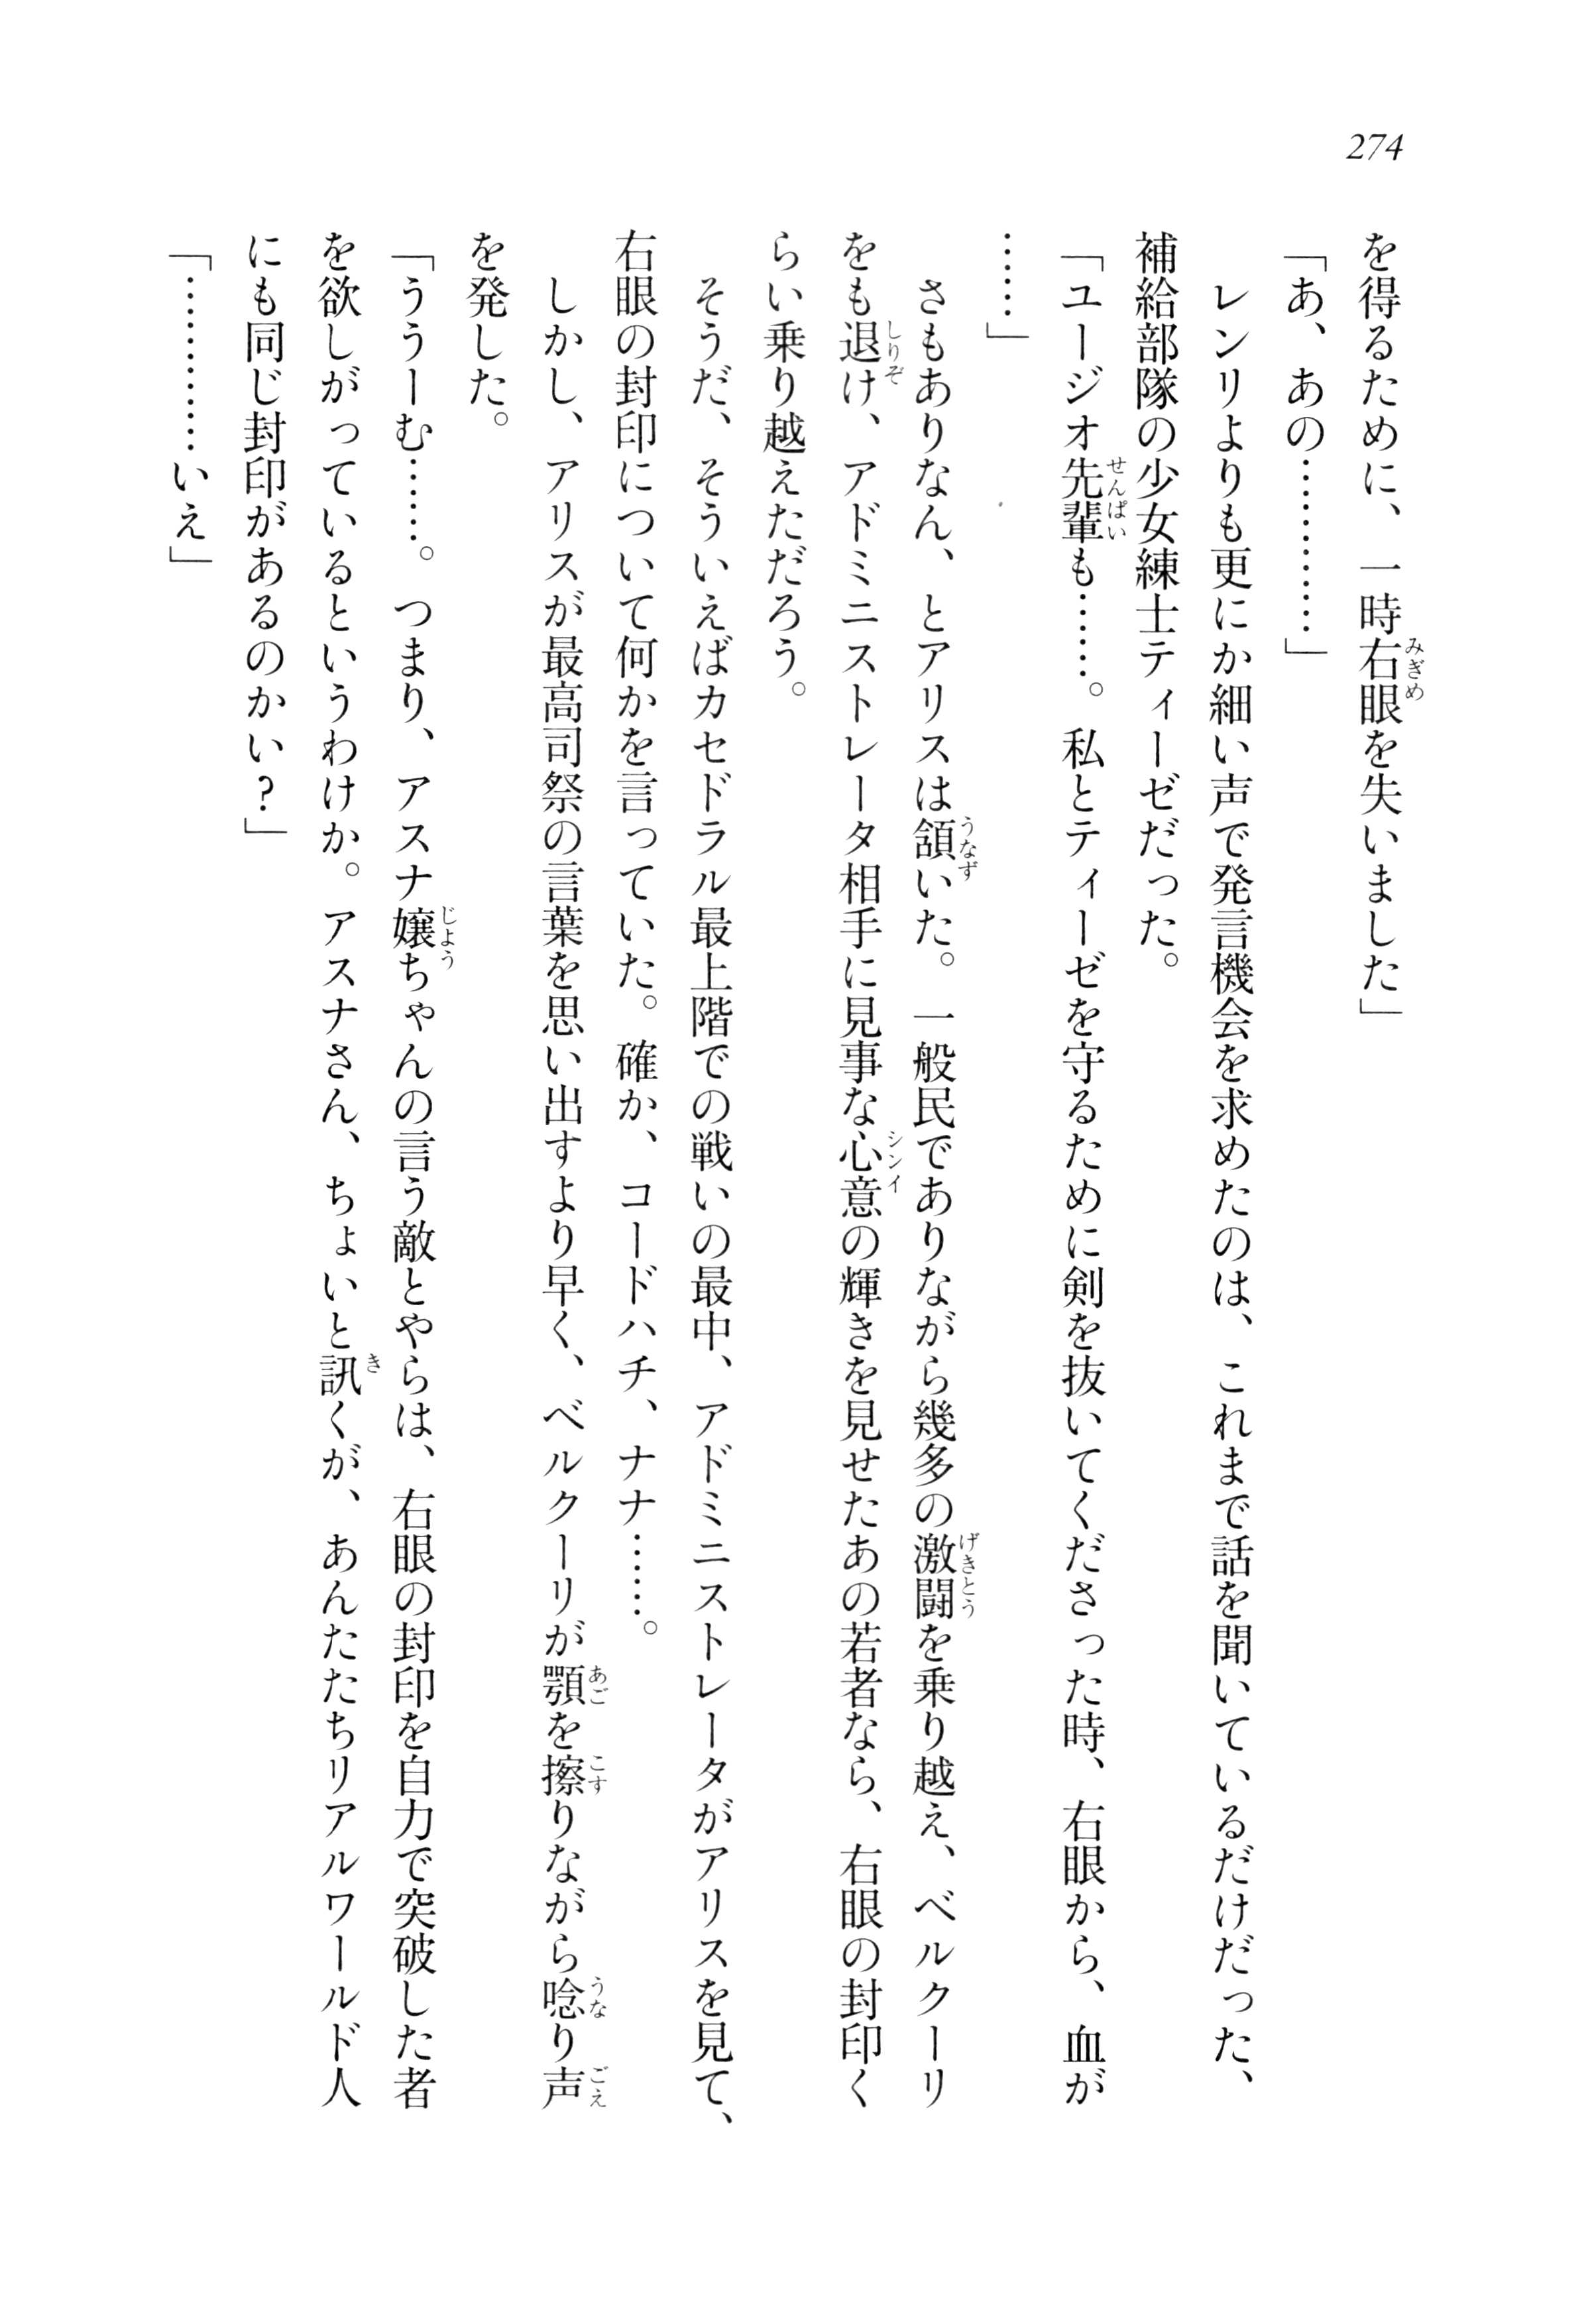 274
を得るために、一時右眼を失いました」
「あ、あの…………」
　レンリよりも更にか細い声で発言機会を求めたのは、これまで話を聞いているだけだった、
補給部隊の少女練士ティーゼだった。
「ユージオ先輩も……。私とティーゼを守るために剣を抜いてくださった時、右眼から、血が
……」
　さもありなん、とアリスは頷いた。一般民でありながら幾多の激闘を乗り越え、ベルクーリ
をも退け、アドミニストレータ相手に見事な心意の輝きを見せたあの若者なら、右眼の封印く
らい乗り越えただろう。
　そうだ、そういえばカセドラル最上階での戦いの最中、アドミニストレータがアリスを見て、
右眼の封印について何かを言っていた。確か、コードハチ、ナナ……。
　しかし、アリスが最高司祭の言葉を思い出すより早く、ベルクーリが顎を擦りながら唸り声
を発した。
「ううーむ……。つまり、アスナ嬢ちゃんの言う敵とやらは、右眼の封印を自力で突破した者
を欲しがっているというわけか。アスナさん、ちょいと訊くが、あんたたちリアルワールド人
にも同じ封印があるのかい？」
「…………いえ」